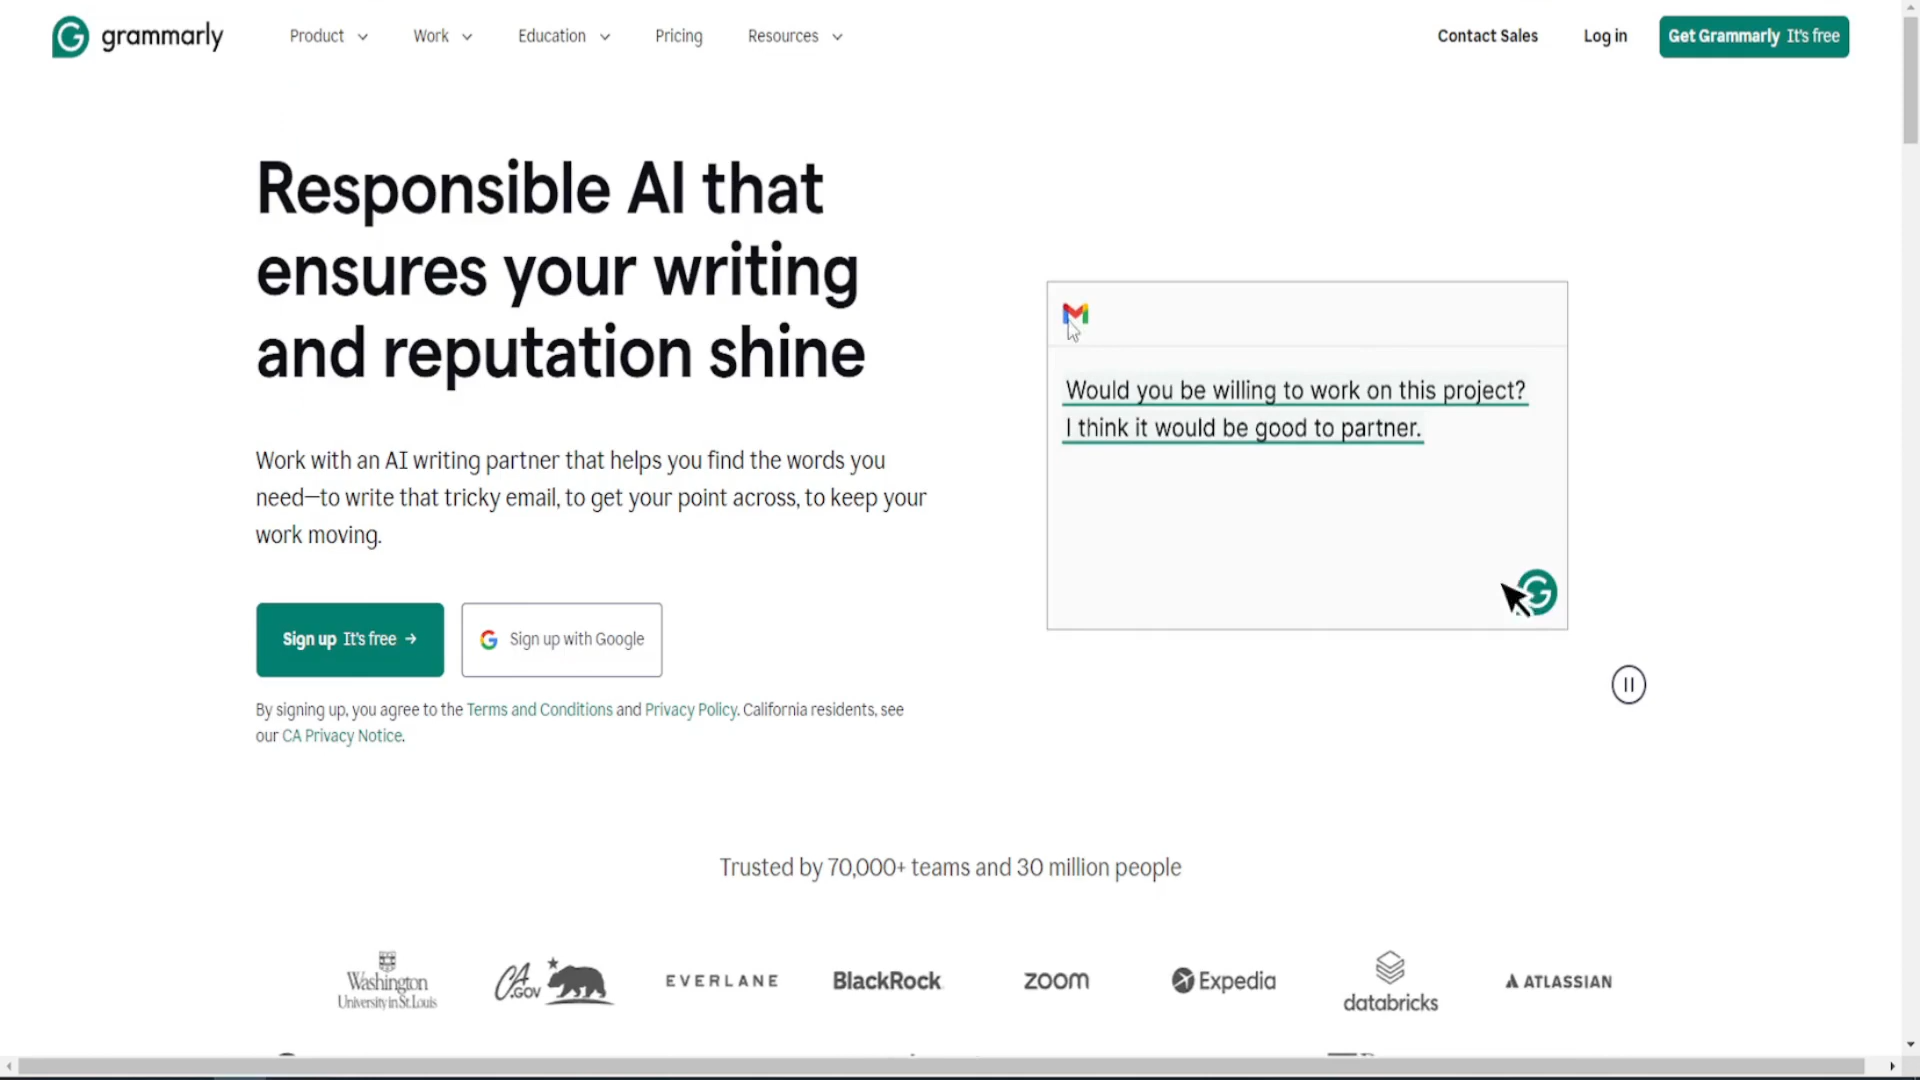 grammarly
Product
Work
Education
Pricing
Resources
Contact Sales
Log in
Get Grammarly It's free
Responsible AI that
ensures your writing
and reputation shine
Work with an AI writing partner that helps you find the words you
need—to write that tricky email, to get your point across, to keep your
work moving.
Sign up It's free →
Sign up with Google
By signing up, you agree to the Terms and Conditions and Privacy Policy. California residents, see
our CA Privacy Notice.
Would you be willing to work on this project?
I think it would be good to partner.
Trusted by 70,000+ teams and 30 million people
Washington
University in St. Louis
CA
.GOV
EVERLANE
BlackRock
zoom
Expedia
databricks
ATLASSIAN